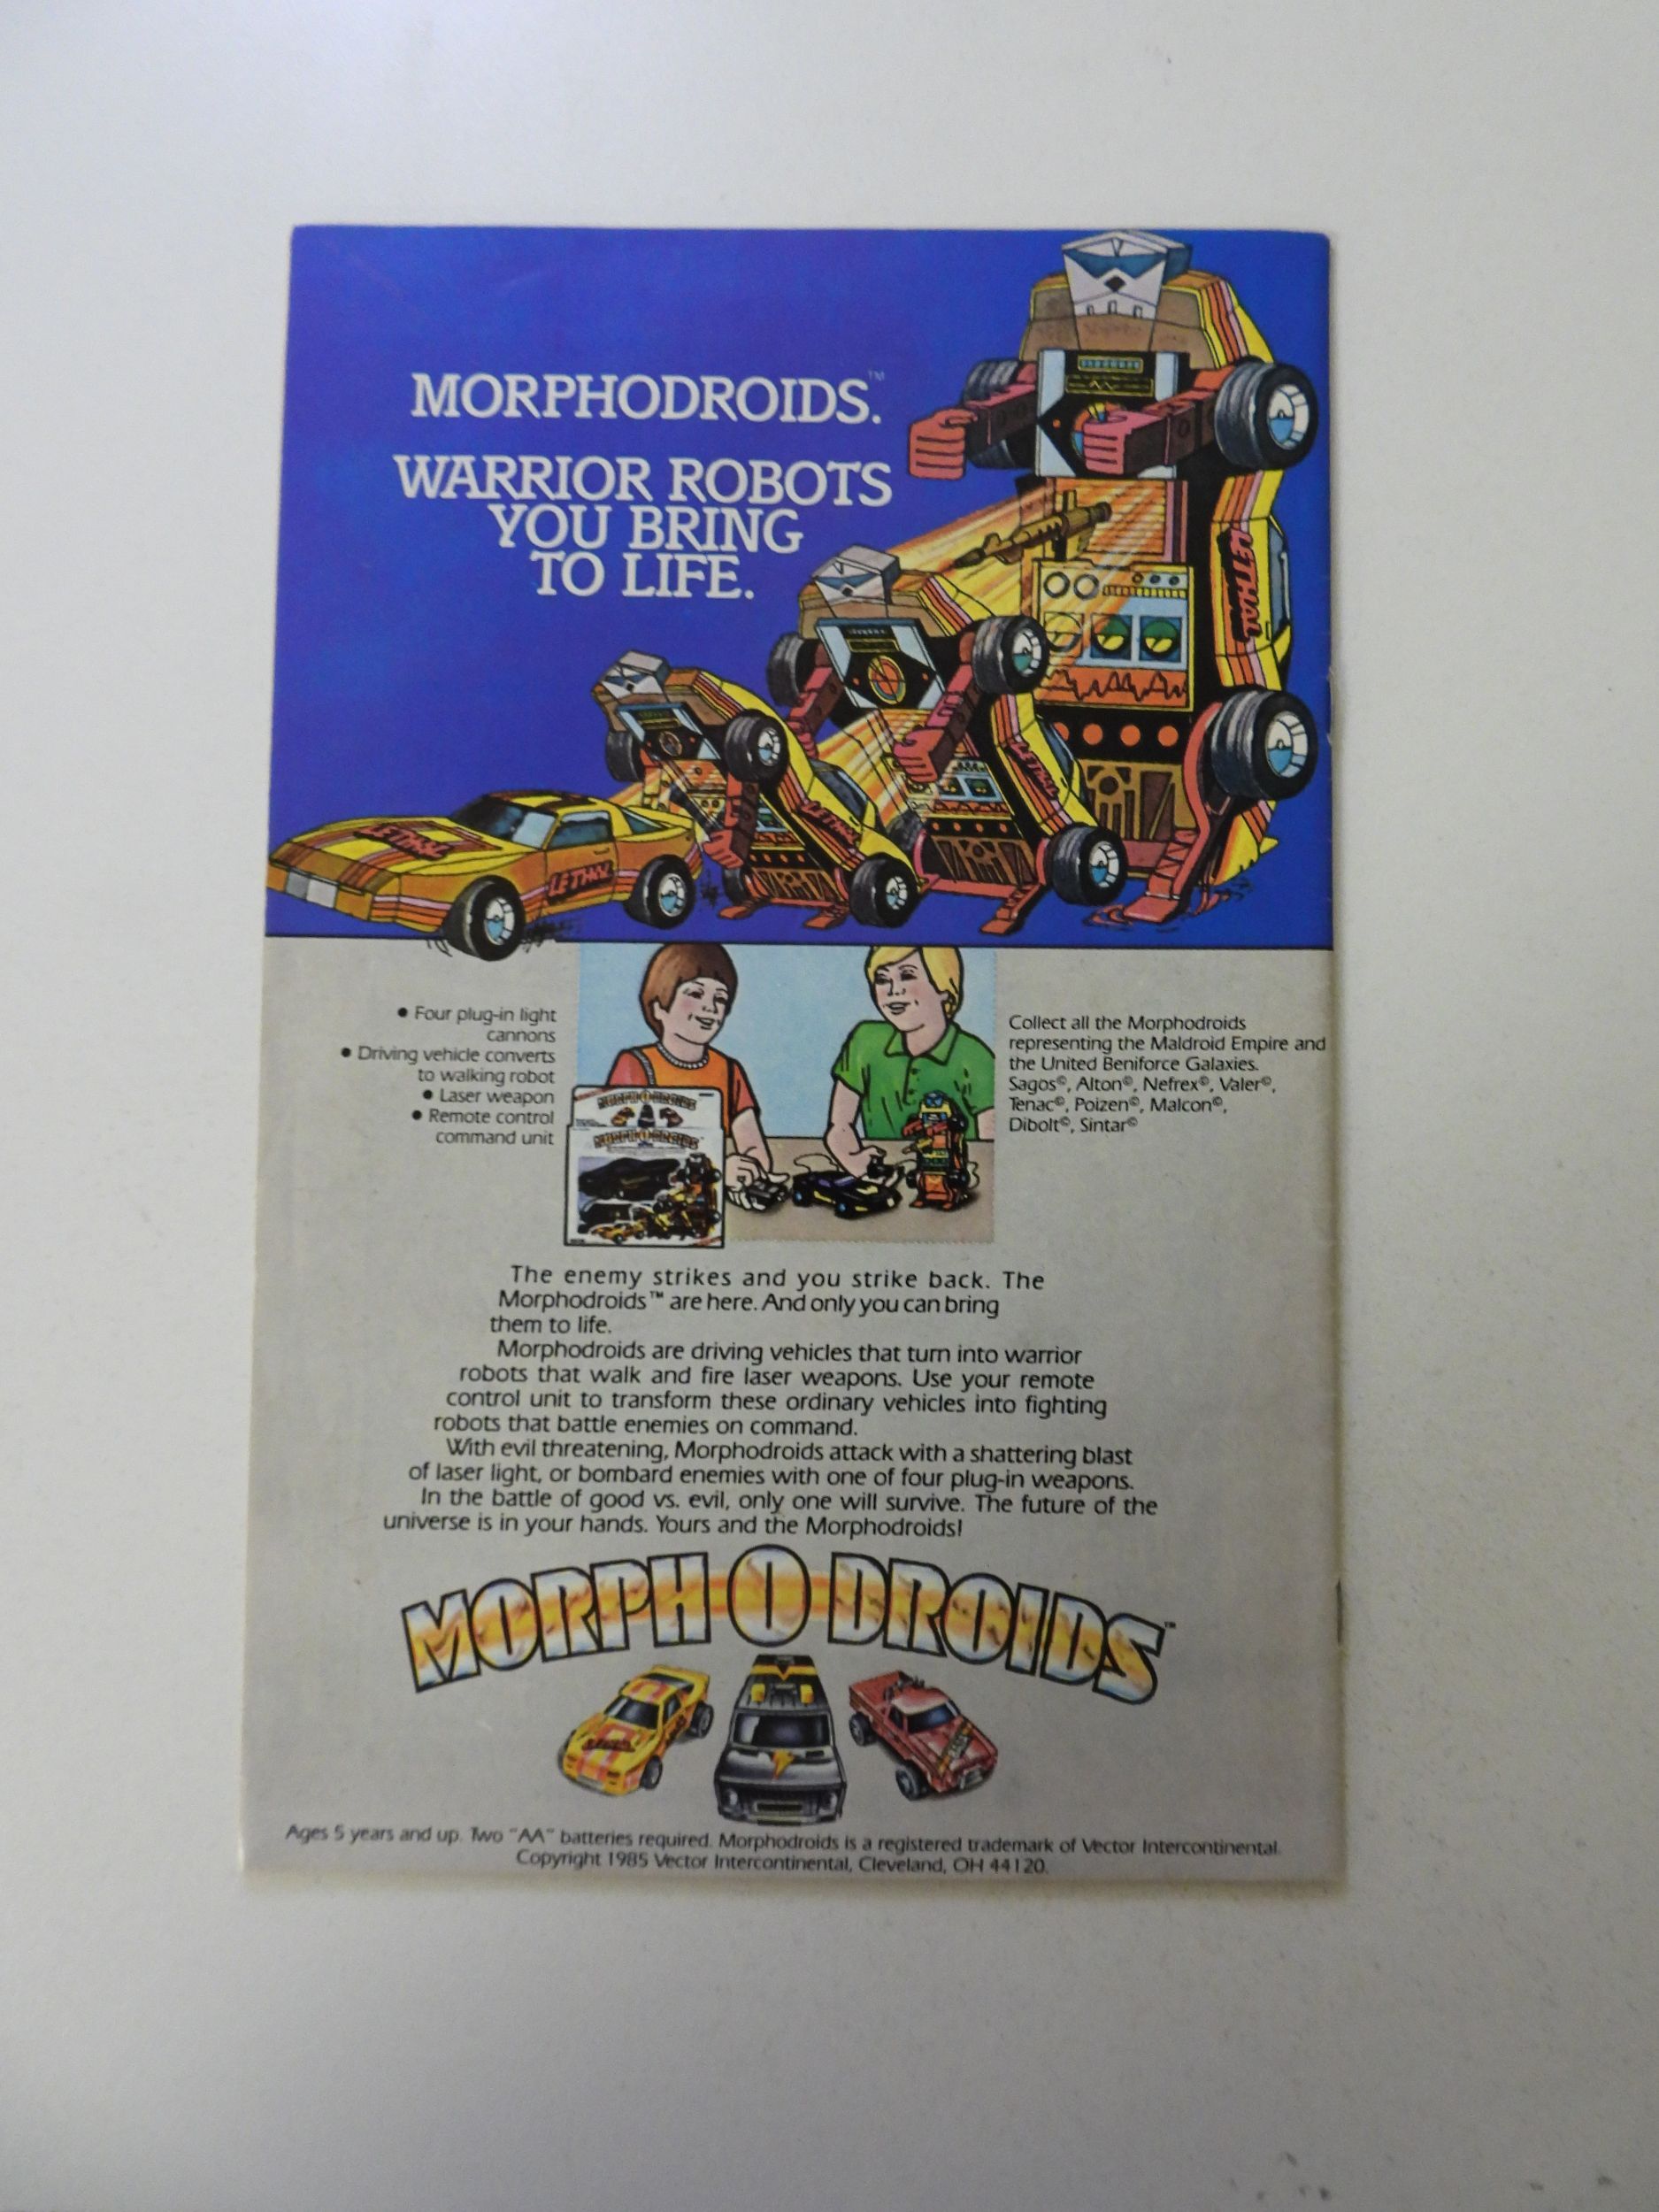 MORPHODROIDS.™
WARRIOR ROBOTS
YOU BRING
TO LIFE.
LETHAL
LETHAL
LETHAL
LETHAL
LETHAL
• Four plug-in light
cannons
• Driving vehicle converts
to walking robot
• Laser weapon
• Remote control
command unit
MORPH O DROIDS
MORPH O DROIDS
Collect all the Morphodroids
representing the Maldroid Empire and
the United Beniforce Galaxies.
Sagos©, Alton©, Nefrex©, Valer©,
Tenac©, Poizen©, Malcon©,
Dibolt©, Sintar©
The enemy strikes and you strike back. The
Morphodroids™ are here. And only you can bring
them to life.
Morphodroids are driving vehicles that turn into warrior
robots that walk and fire laser weapons. Use your remote
control unit to transform these ordinary vehicles into fighting
robots that battle enemies on command.
With evil threatening, Morphodroids attack with a shattering blast
of laser light, or bombard enemies with one of four plug-in weapons.
In the battle of good vs. evil, only one will survive. The future of the
universe is in your hands. Yours and the Morphodroids!
MORPH O DROIDS™
Ages 5 years and up. Two "AA" batteries required. Morphodroids is a registered trademark of Vector Intercontinental.
Copyright 1985 Vector Intercontinental, Cleveland, OH 44120.